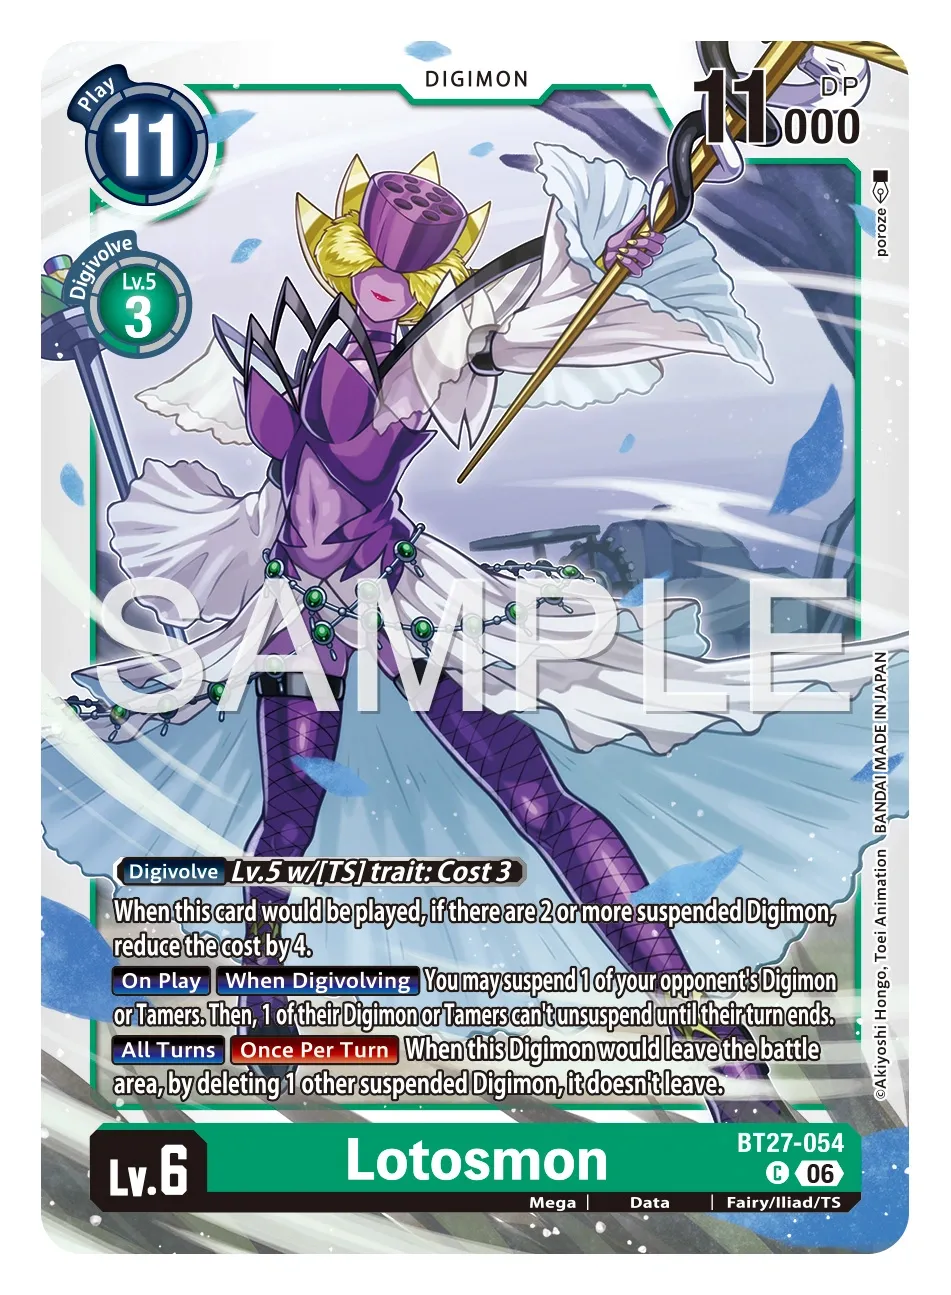 DIGIMON
Play
11
11000
DP
Digivolve
Lv.5
3
poroze
SAMPLE
©Akiyoshi Hongo, Toei Animation BANDAI MADE IN JAPAN
Digivolve Lv.5 w/[TS] trait: Cost 3
When this card would be played, if there are 2 or more suspended Digimon,
reduce the cost by 4.
On Play When Digivolving You may suspend 1 of your opponent's Digimon
or Tamers. Then, 1 of their Digimon or Tamers can't unsuspend until their turn ends.
All Turns Once Per Turn When this Digimon would leave the battle
area, by deleting 1 other suspended Digimon, it doesn't leave.
Lv.6
Lotosmon
BT27-054
C 06
Mega | Data | Fairy/Iliad/TS